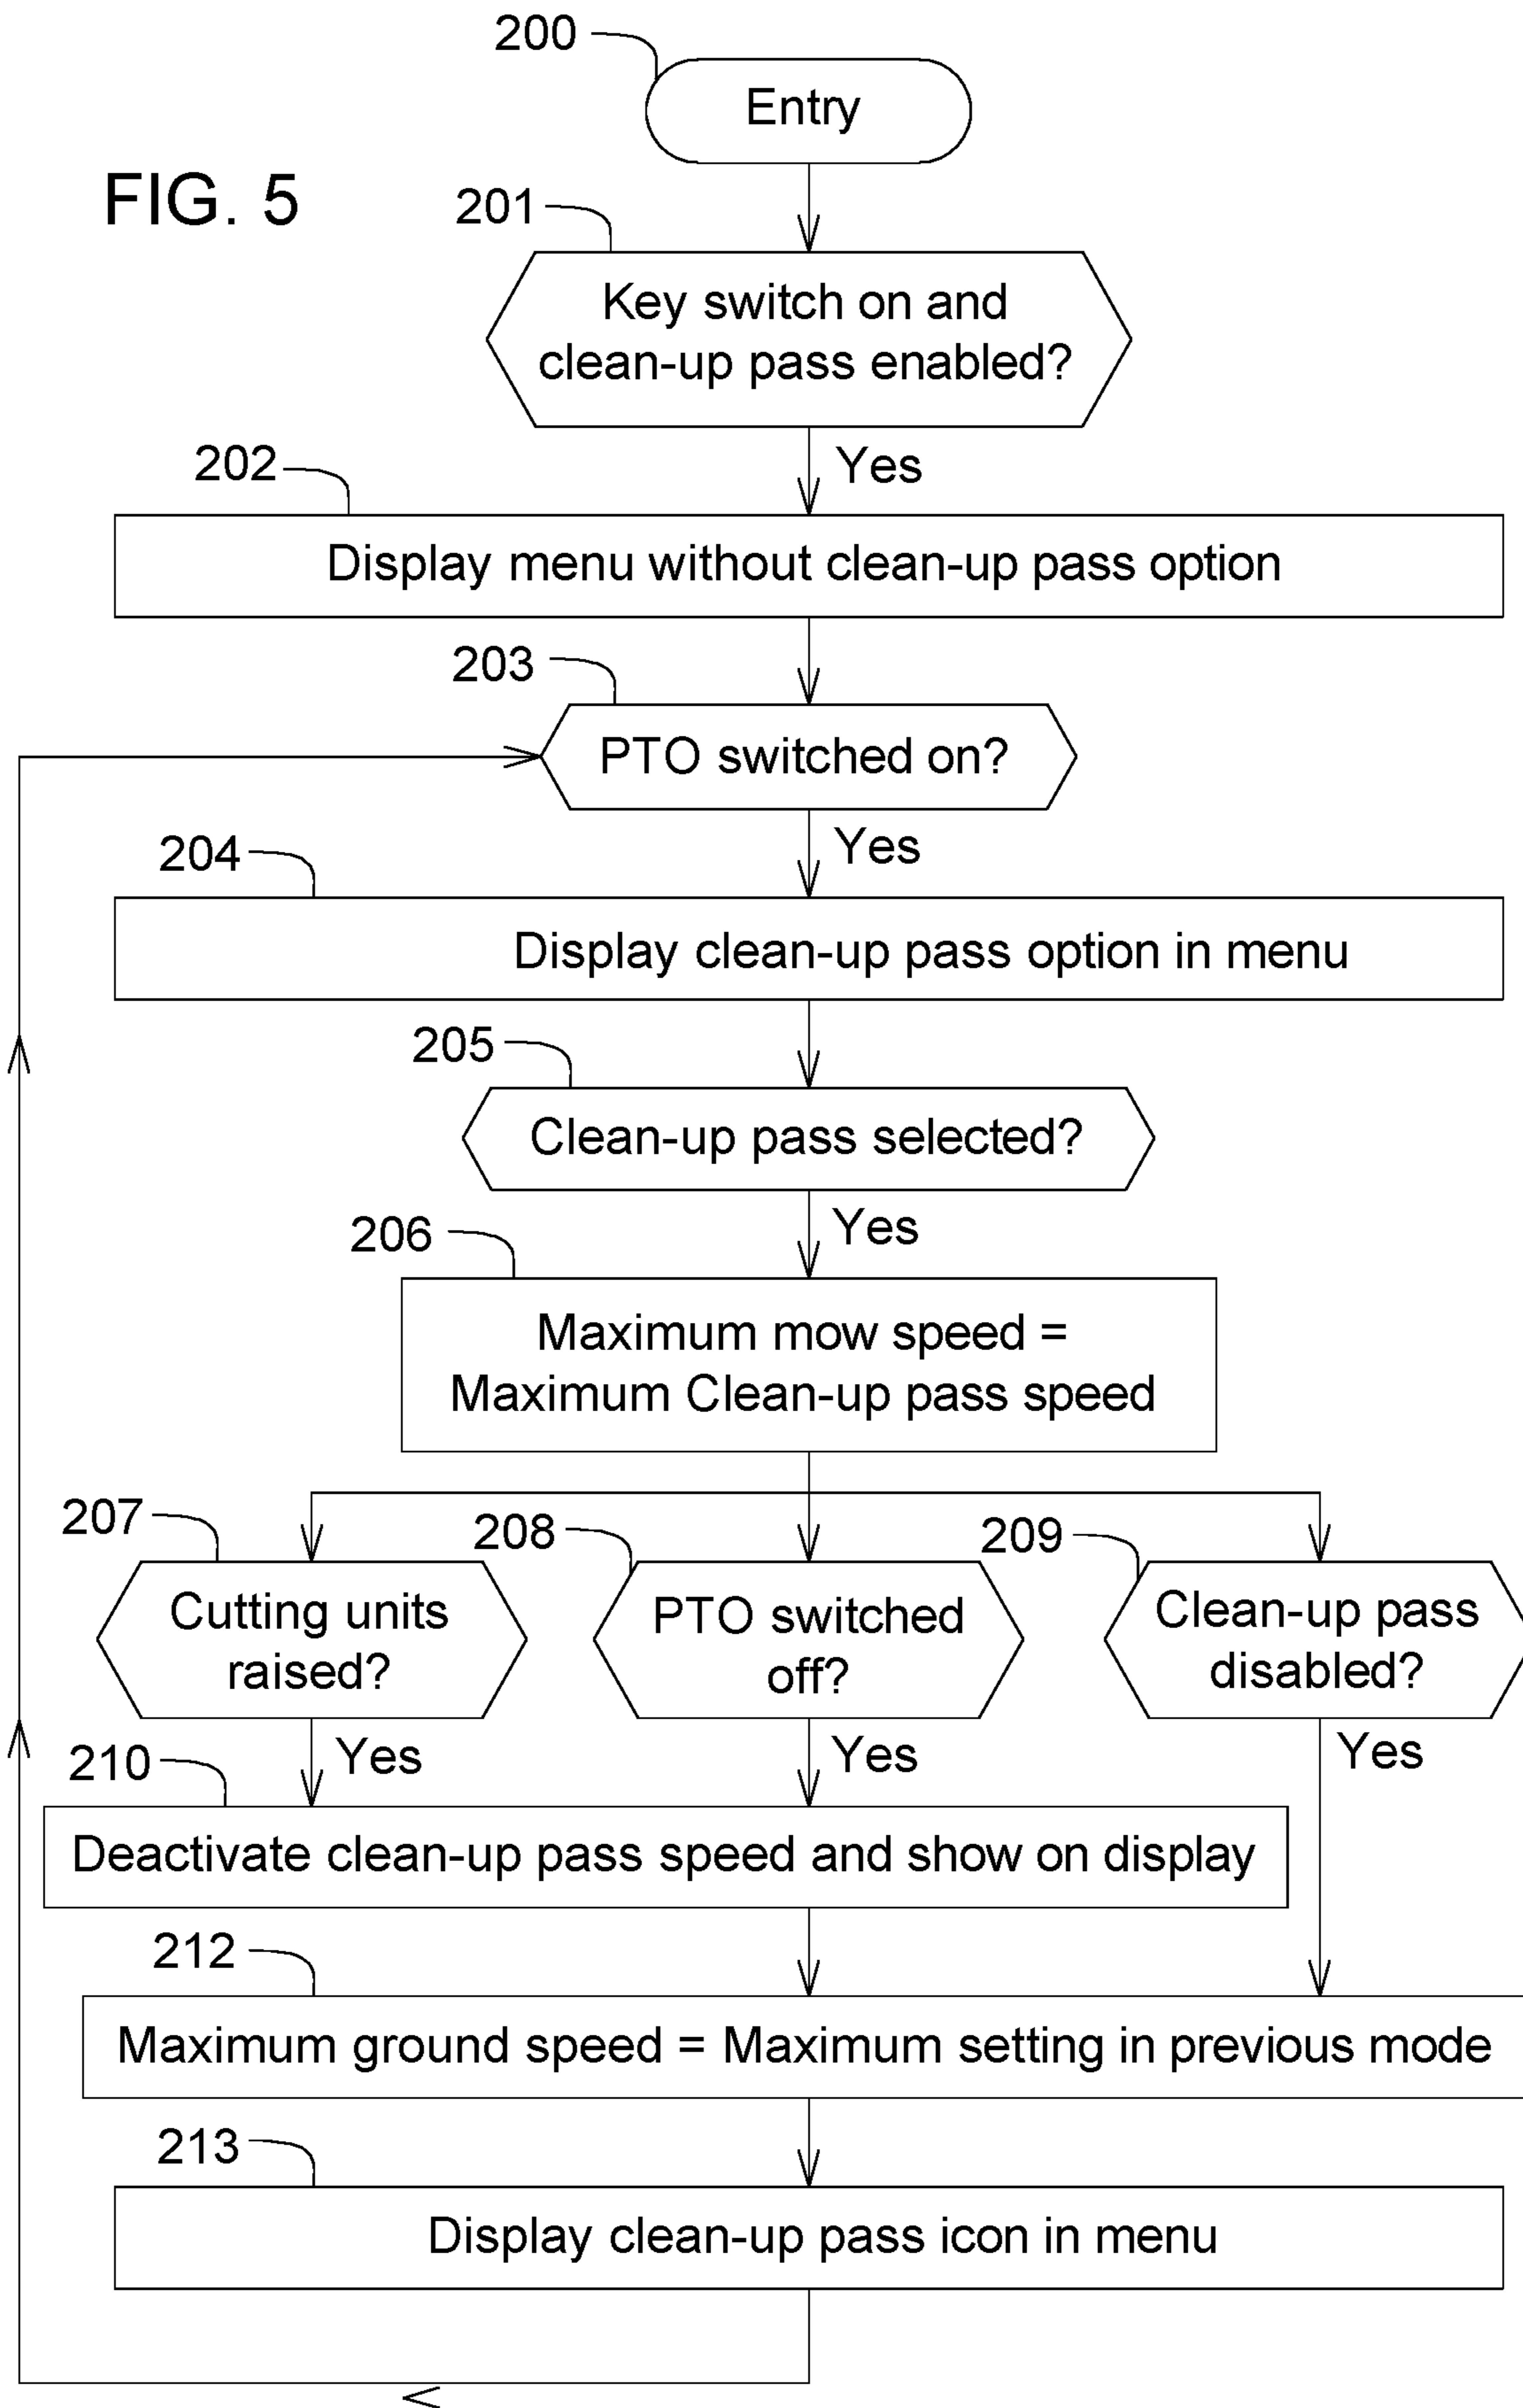 200
Entry
FIG. 5
201
Key switch on and
clean-up pass enabled?
Yes
202
Display menu without clean-up pass option
203
PTO switched on?
Yes
204
Display clean-up pass option in menu
205
Clean-up pass selected?
Yes
206
Maximum mow speed =
Maximum Clean-up pass speed
207
208
209
Cutting units
raised?
PTO switched
off?
Clean-up pass
disabled?
Yes
Yes
Yes
210
Deactivate clean-up pass speed and show on display
212
Maximum ground speed = Maximum setting in previous mode
213
Display clean-up pass icon in menu